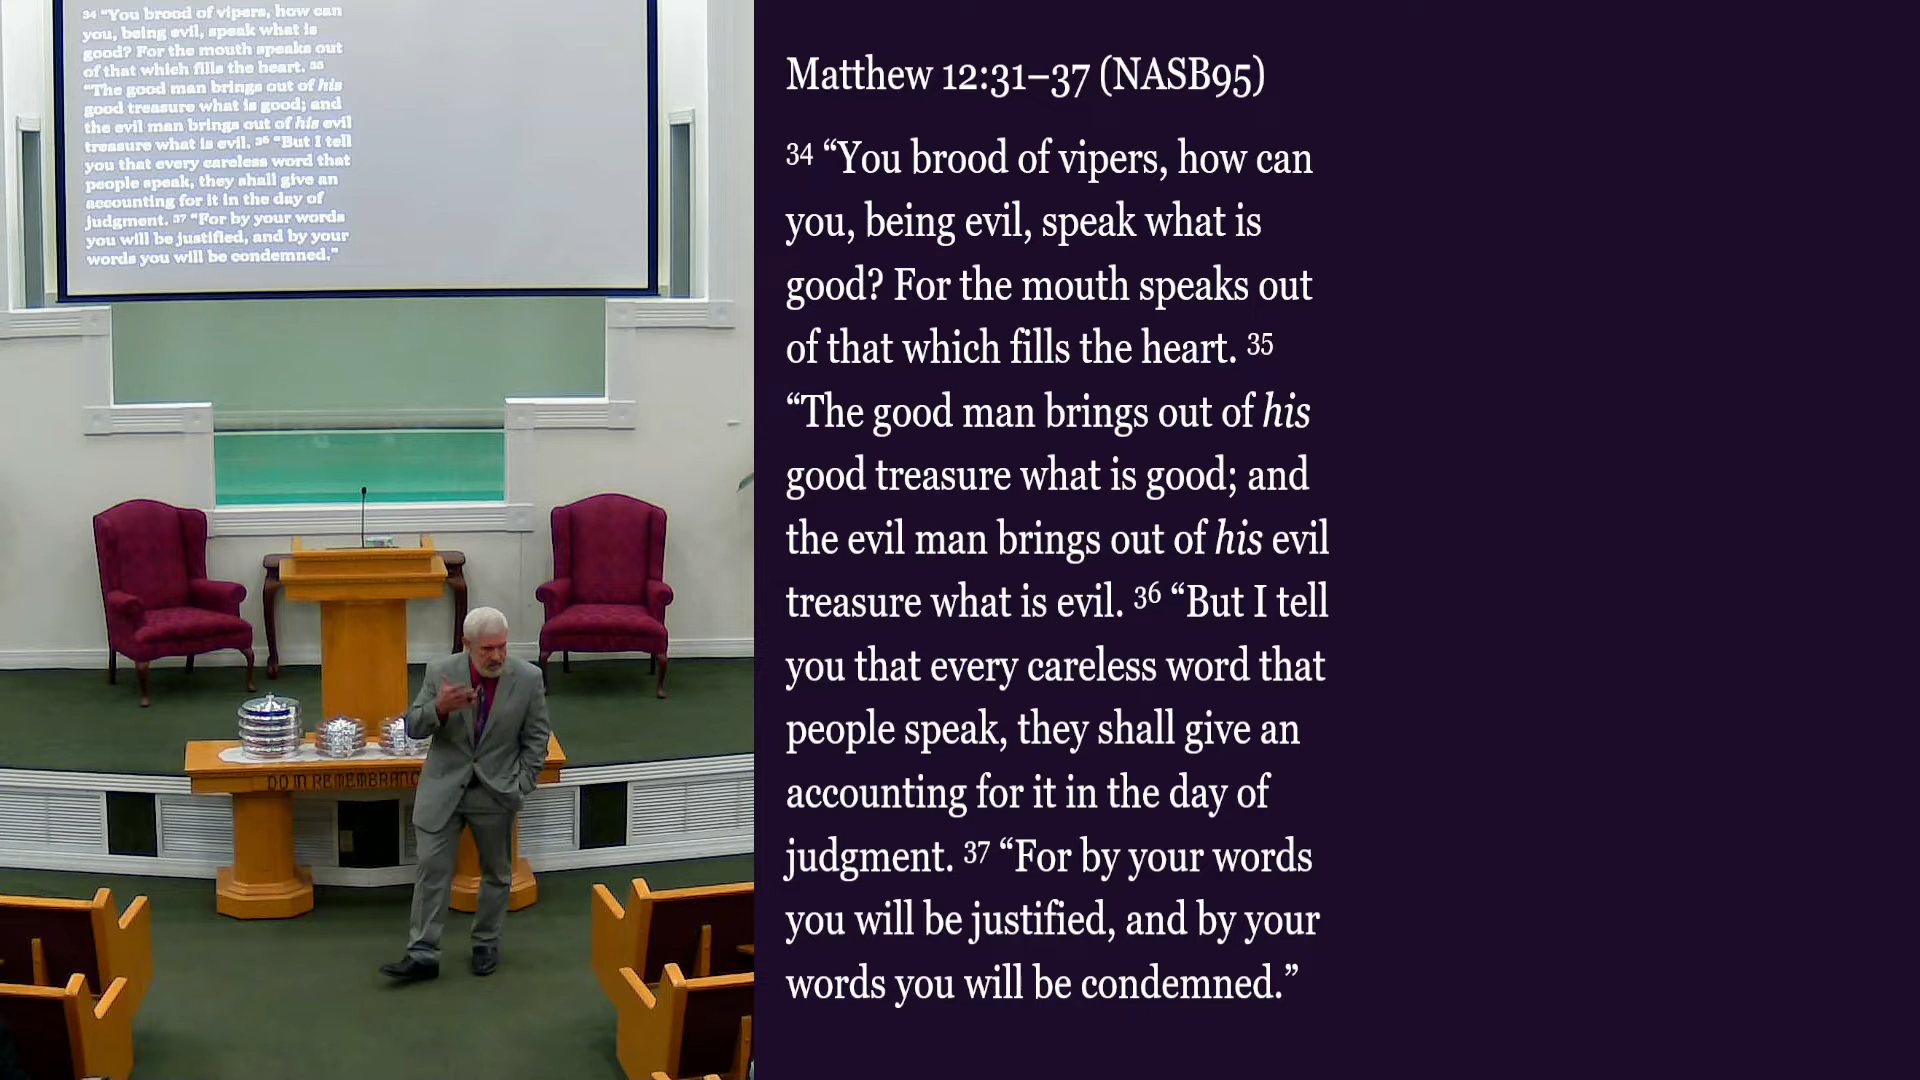 34 “You brood of vipers, how can
you, being evil, speak what is
good? For the mouth speaks out
of that which fills the heart. 35
“The good man brings out of his
good treasure what is good; and
the evil man brings out of his evil
treasure what is evil. 36 “But I tell
you that every careless word that
people speak, they shall give an
accounting for it in the day of
judgment. 37 “For by your words
you will be justified, and by your
words you will be condemned.”
DO IN REMEMBRANC
Matthew 12:31–37 (NASB95)
34 “You brood of vipers, how can
you, being evil, speak what is
good? For the mouth speaks out
of that which fills the heart. 35
“The good man brings out of his
good treasure what is good; and
the evil man brings out of his evil
treasure what is evil. 36 “But I tell
you that every careless word that
people speak, they shall give an
accounting for it in the day of
judgment. 37 “For by your words
you will be justified, and by your
words you will be condemned.”